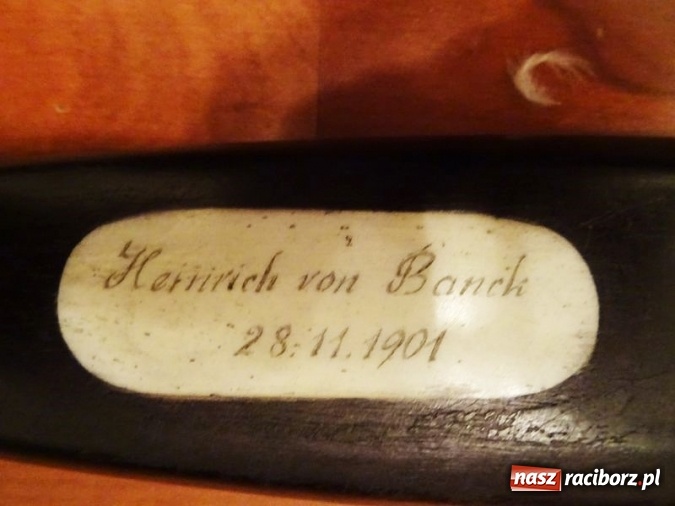 Heinrich von Banck
28.11.1901
nasz raciborz.pl